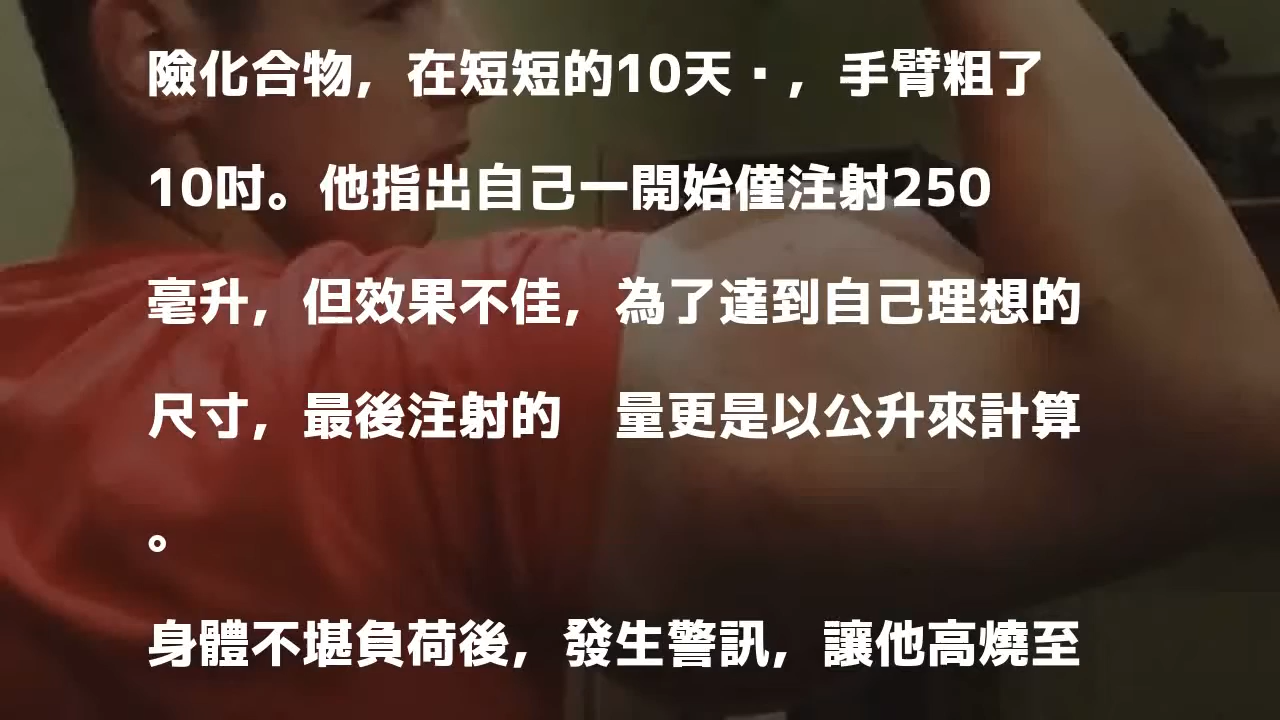 險化合物，在短短的10天▪，手臂粗了
10吋。他指出自己一開始僅注射250
毫升，但效果不佳，為了達到自己理想的
尺寸，最後注射的　量更是以公升來計算
。
身體不堪負荷後，發生警訊，讓他高燒至